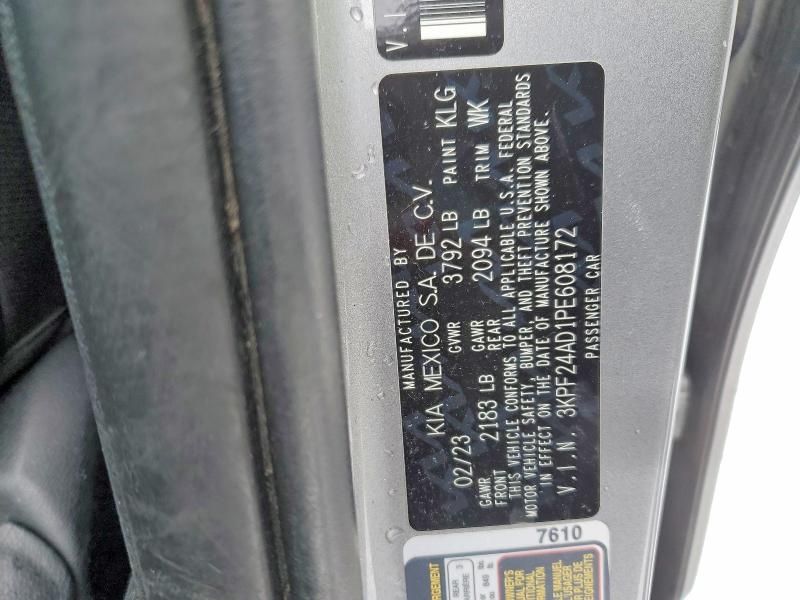 V.I
MANUFACTURED BY
KIA MEXICO S.A. DE C.V.
02/23 GVWR 3792 LB PAINT KLG
GAWR FRONT 2183 LB GAWR REAR 2094 LB TRIM WK
THIS VEHICLE CONFORMS TO ALL APPLICABLE U.S.A. FEDERAL
MOTOR VEHICLE SAFETY, BUMPER, AND THEFT PREVENTION STANDARDS
IN EFFECT ON THE DATE OF MANUFACTURE SHOWN ABOVE.
V.I.N. 3KPF24AD1PE608172
PASSENGER CAR
7610
REAR